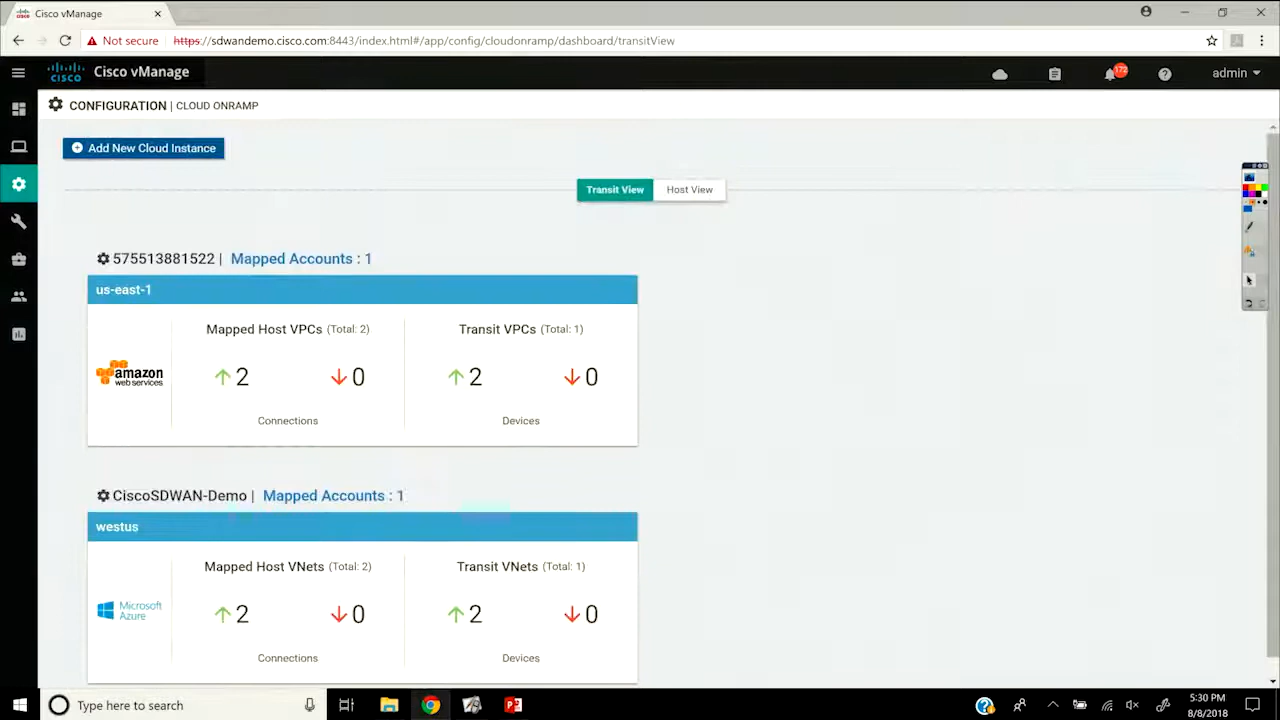 Cisco vManage
Not secure https://sdwandemo.cisco.com:8443/index.html#/app/config/cloudonramp/dashboard/transitView
CISCO Cisco vManage 172 admin
CONFIGURATION | CLOUD ONRAMP
Add New Cloud Instance
Transit View Host View
575513881522 | Mapped Accounts : 1
us-east-1
Mapped Host VPCs (Total: 2) Transit VPCs (Total: 1)
amazon
web services
2 0 2 0
Connections Devices
CiscoSDWAN-Demo | Mapped Accounts : 1
westus
Mapped Host VNets (Total: 2) Transit VNets (Total: 1)
Microsoft
Azure
2 0 2 0
Connections Devices
Type here to search
5:30 PM
8/8/2018